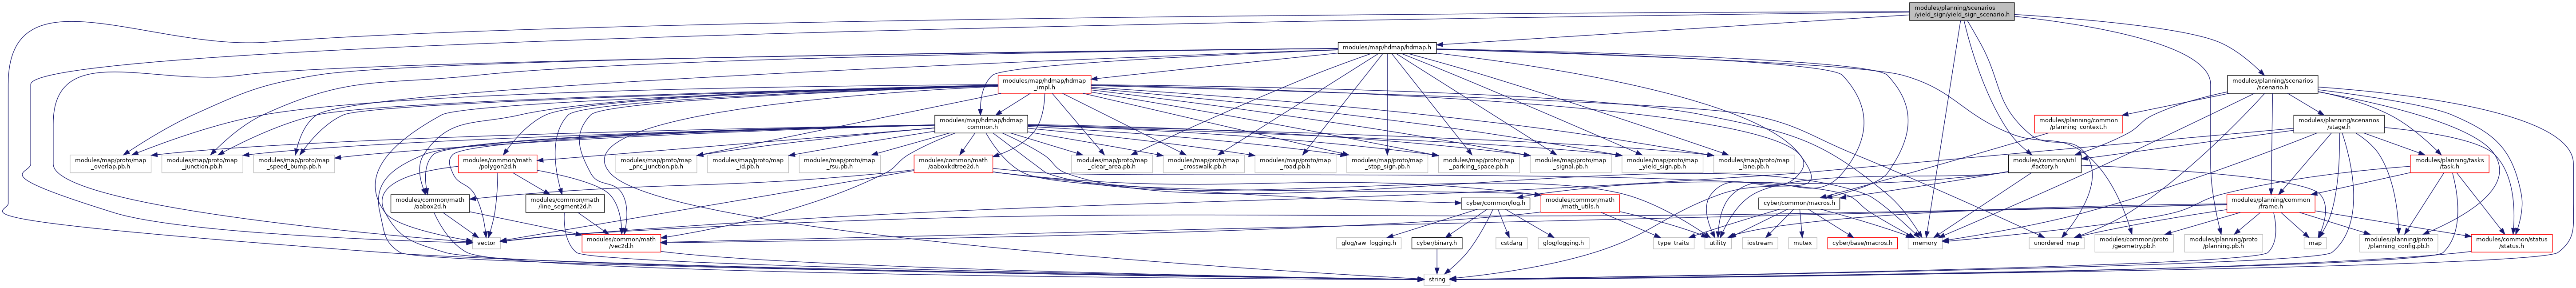 modules/planning/scenarios
/yield_sign/yield_sign_scenario.h
modules/map/hdmap/hdmap.h
modules/map/hdmap/hdmap
_impl.h
modules/planning/scenarios
/scenario.h
modules/map/hdmap/hdmap
_common.h
modules/planning/common
/planning_context.h
modules/planning/scenarios
/stage.h
modules/map/proto/map
_overlap.pb.h
modules/map/proto/map
_junction.pb.h
modules/map/proto/map
_speed_bump.pb.h
modules/common/math
/polygon2d.h
modules/map/proto/map
_pnc_junction.pb.h
modules/map/proto/map
_id.pb.h
modules/map/proto/map
_rsu.pb.h
modules/common/math
/aaboxkdtree2d.h
modules/map/proto/map
_clear_area.pb.h
modules/map/proto/map
_crosswalk.pb.h
modules/map/proto/map
_road.pb.h
modules/map/proto/map
_stop_sign.pb.h
modules/map/proto/map
_parking_space.pb.h
modules/map/proto/map
_signal.pb.h
modules/map/proto/map
_yield_sign.pb.h
modules/map/proto/map
_lane.pb.h
modules/common/util
/factory.h
modules/planning/tasks
/task.h
modules/common/math
/aabox2d.h
modules/common/math
/line_segment2d.h
cyber/common/log.h
modules/common/math
/math_utils.h
cyber/common/macros.h
modules/planning/common
/frame.h
vector
modules/common/math
/vec2d.h
glog/raw_logging.h
cyber/binary.h
cstdarg
glog/logging.h
type_traits
utility
iostream
mutex
cyber/base/macros.h
memory
unordered_map
modules/common/proto
/geometry.pb.h
modules/planning/proto
/planning.pb.h
map
modules/planning/proto
/planning_config.pb.h
modules/common/status
/status.h
string